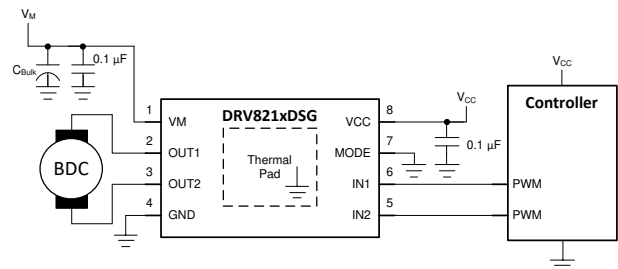 VM
CBulk
0.1 µF
BDC
DRV821xDSG
1
VM
2
OUT1
3
OUT2
4
GND
Thermal
Pad
8
VCC
7
MODE
6
IN1
5
IN2
VCC
0.1 µF
VCC
Controller
PWM
PWM